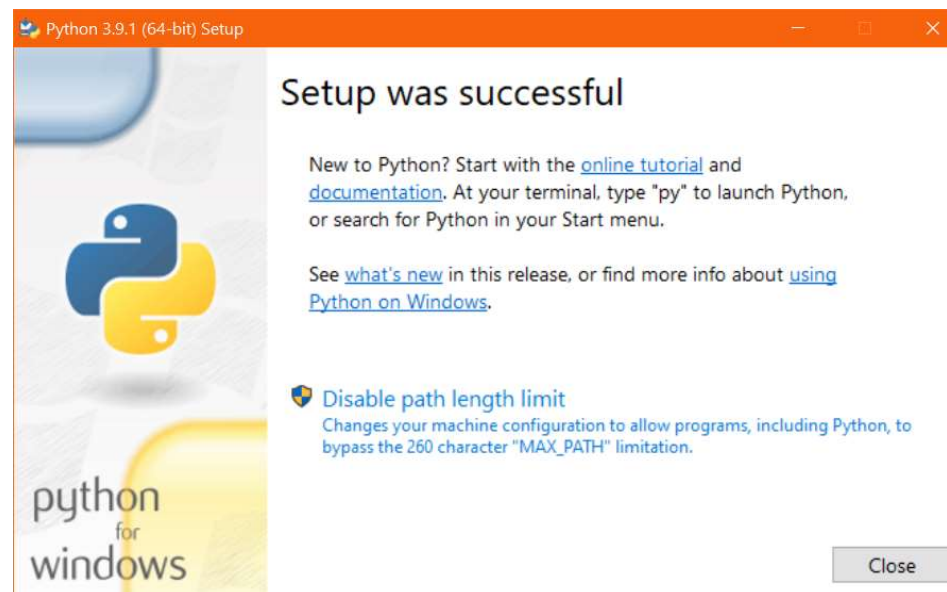 Python 3.9.1 (64-bit) Setup
Setup was successful
New to Python? Start with the online tutorial and
documentation. At your terminal, type "py" to launch Python,
or search for Python in your Start menu.
See what's new in this release, or find more info about using
Python on Windows.
Disable path length limit
Changes your machine configuration to allow programs, including Python, to
bypass the 260 character "MAX_PATH" limitation.
python
for
windows
Close